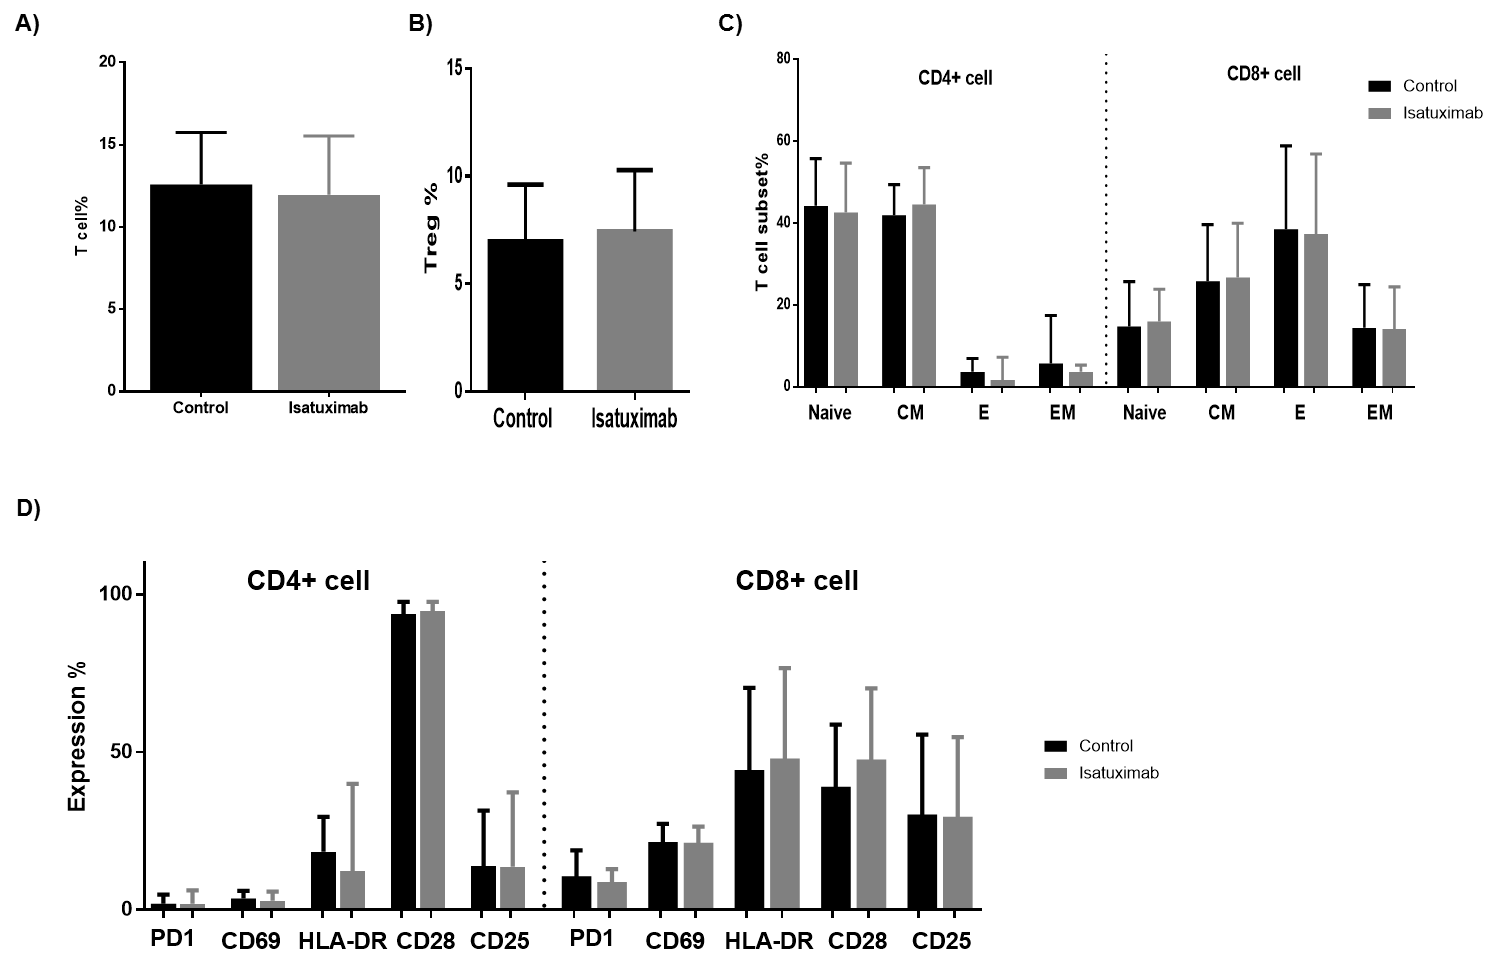 A)
20
15
10
5
0
T cell%
Control
Isatuximab
B)
15
10
5
0
Treg %
Control
Isatuximab
C)
80
60
40
20
0
T cell subset%
CD4+ cell
CD8+ cell
Control
Isatuximab
Naive CM E EM Naive CM E EM
D)
100
50
0
Expression %
CD4+ cell
CD8+ cell
Control
Isatuximab
PD1 CD69 HLA-DR CD28 CD25 PD1 CD69 HLA-DR CD28 CD25